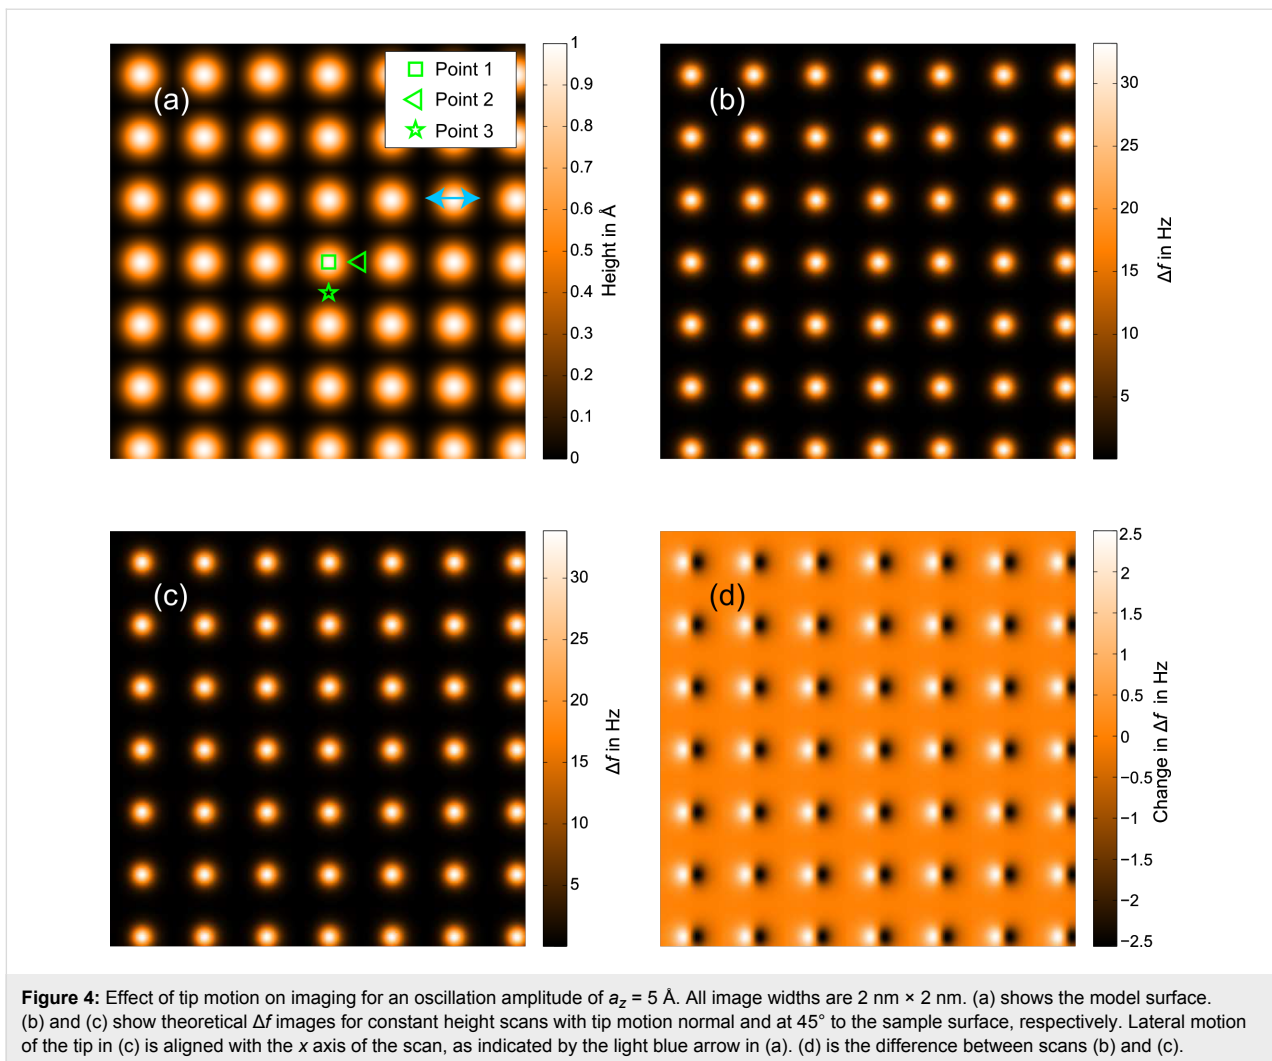 (a)
Point 1
Point 2
Point 3
1
0.9
0.8
0.7
0.6
0.5
0.4
0.3
0.2
0.1
0
Height in Å
(b)
30
25
20
15
10
5
Δf in Hz
(c)
30
25
20
15
10
5
Δf in Hz
(d)
2.5
2
1.5
1
0.5
0
−0.5
−1
−1.5
−2
−2.5
Change in Δf in Hz
Figure 4: Effect of tip motion on imaging for an oscillation amplitude of az = 5 Å. All image widths are 2 nm × 2 nm. (a) shows the model surface.
(b) and (c) show theoretical Δf images for constant height scans with tip motion normal and at 45° to the sample surface, respectively. Lateral motion
of the tip in (c) is aligned with the x axis of the scan, as indicated by the light blue arrow in (a). (d) is the difference between scans (b) and (c).